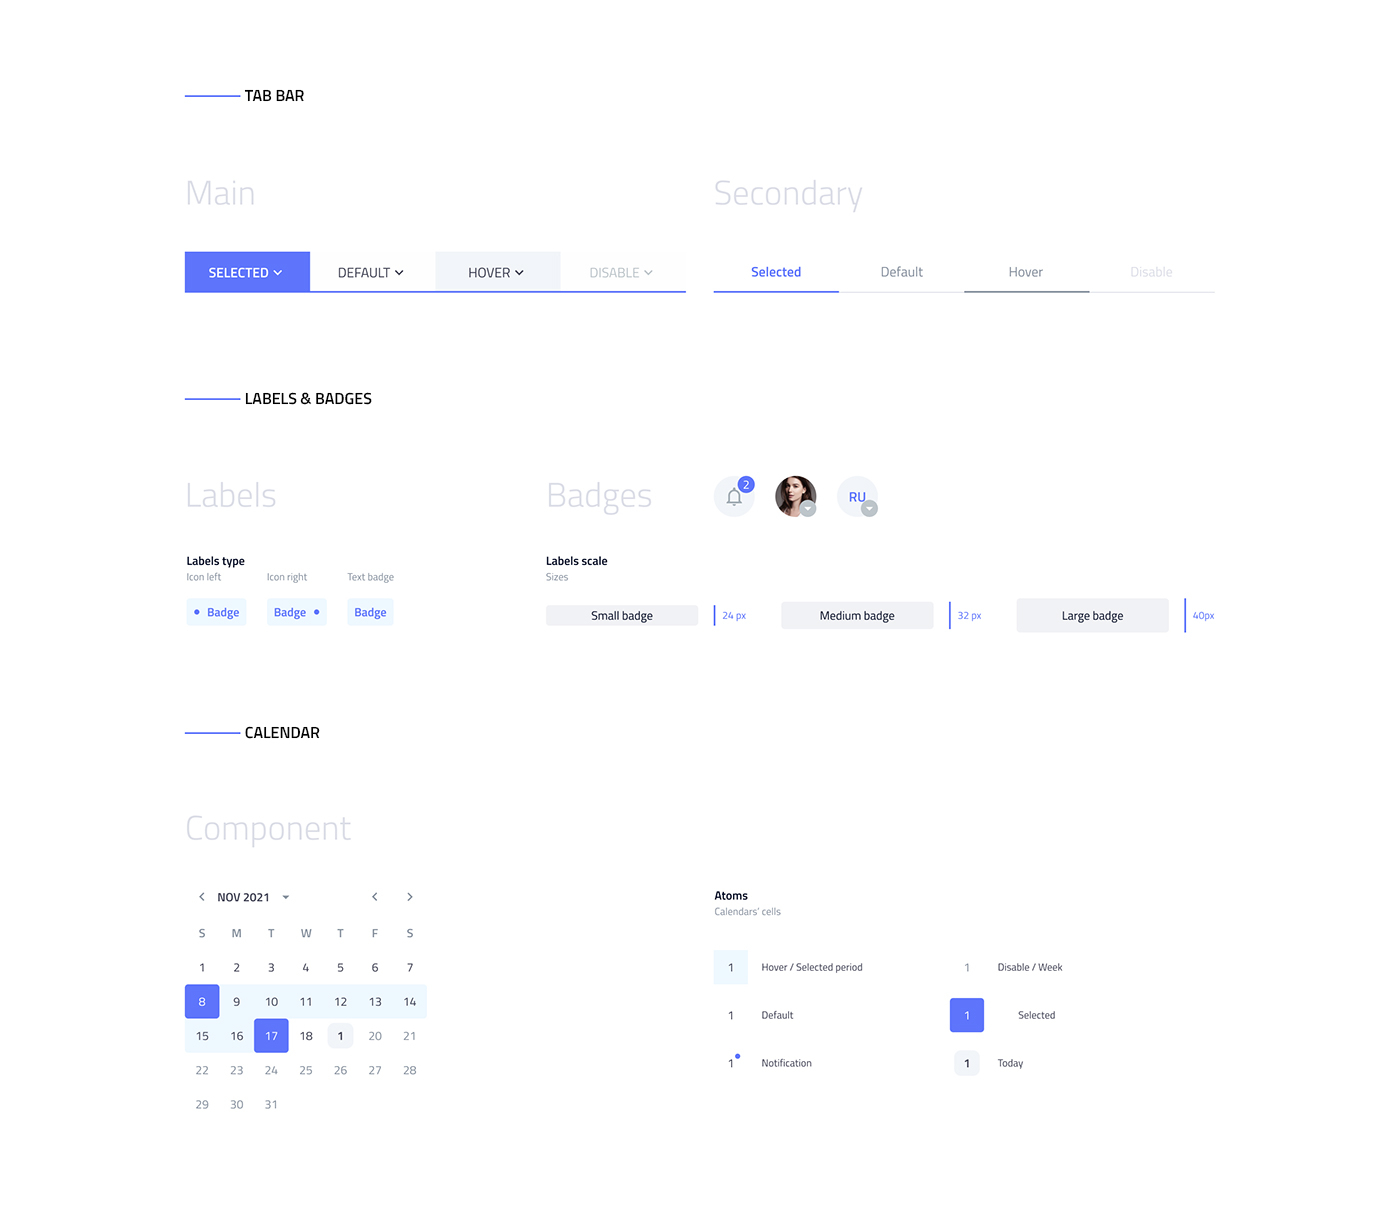 TAB BAR
Main
Secondary
SELECTED DEFAULT HOVER DISABLE
Selected Default Hover Disable
LABELS & BADGES
Labels
Badges
2
RU
Labels type
Icon left Icon right Text badge
Badge Badge Badge
Labels scale
Sizes
Small badge 24 px Medium badge 32 px Large badge 40px
CALENDAR
Component
NOV 2021
S M T W T F S
1 2 3 4 5 6 7
8 9 10 11 12 13 14
15 16 17 18 1 20 21
22 23 24 25 26 27 28
29 30 31
Atoms
Calendars' cells
1 Hover / Selected period 1 Disable / Week
1 Default 1 Selected
1 Notification 1 Today